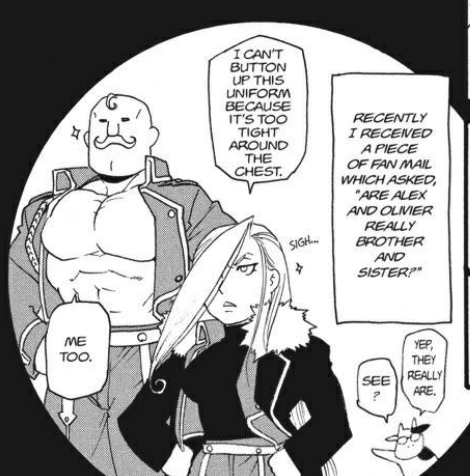 RECENTLY
I RECEIVED
A PIECE
OF FAN MAIL
WHICH ASKED,
"ARE ALEX
AND OLIVIER
REALLY
BROTHER
AND
SISTER?"
I CAN'T
BUTTON
UP THIS
UNIFORM
BECAUSE
IT'S TOO
TIGHT
AROUND
THE
CHEST.
SIGH...
ME
TOO.
YEP,
THEY
REALLY
ARE.
SEE
?